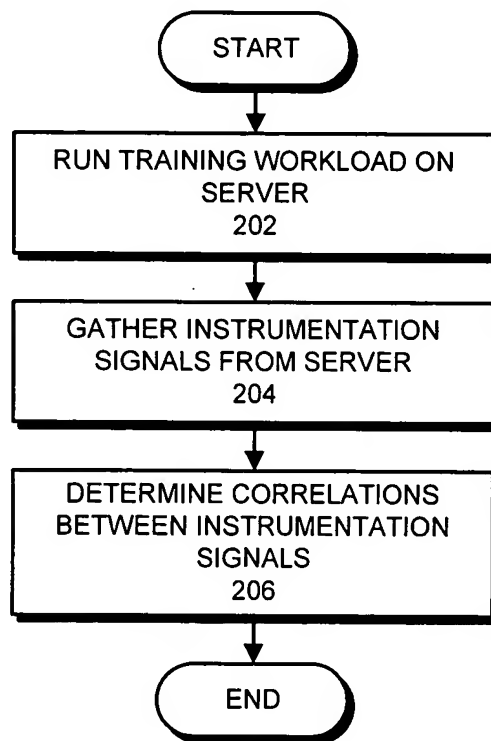 START
RUN TRAINING WORKLOAD ON
SERVER
202
GATHER INSTRUMENTATION
SIGNALS FROM SERVER
204
DETERMINE CORRELATIONS
BETWEEN INSTRUMENTATION
SIGNALS
206
END